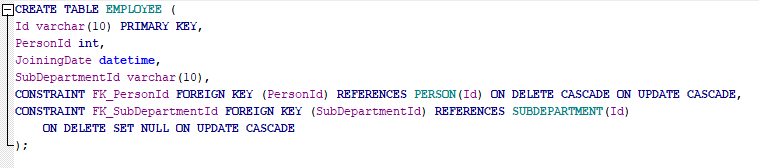 CREATE TABLE EMPLOYEE (
Id varchar(10) PRIMARY KEY,
PersonId int,
JoiningDate datetime,
SubDepartmentId varchar(10),
CONSTRAINT FK_PersonId FOREIGN KEY (PersonId) REFERENCES PERSON(Id) ON DELETE CASCADE ON UPDATE CASCADE,
CONSTRAINT FK_SubDepartmentId FOREIGN KEY (SubDepartmentId) REFERENCES SUBDEPARTMENT(Id)
    ON DELETE SET NULL ON UPDATE CASCADE
);